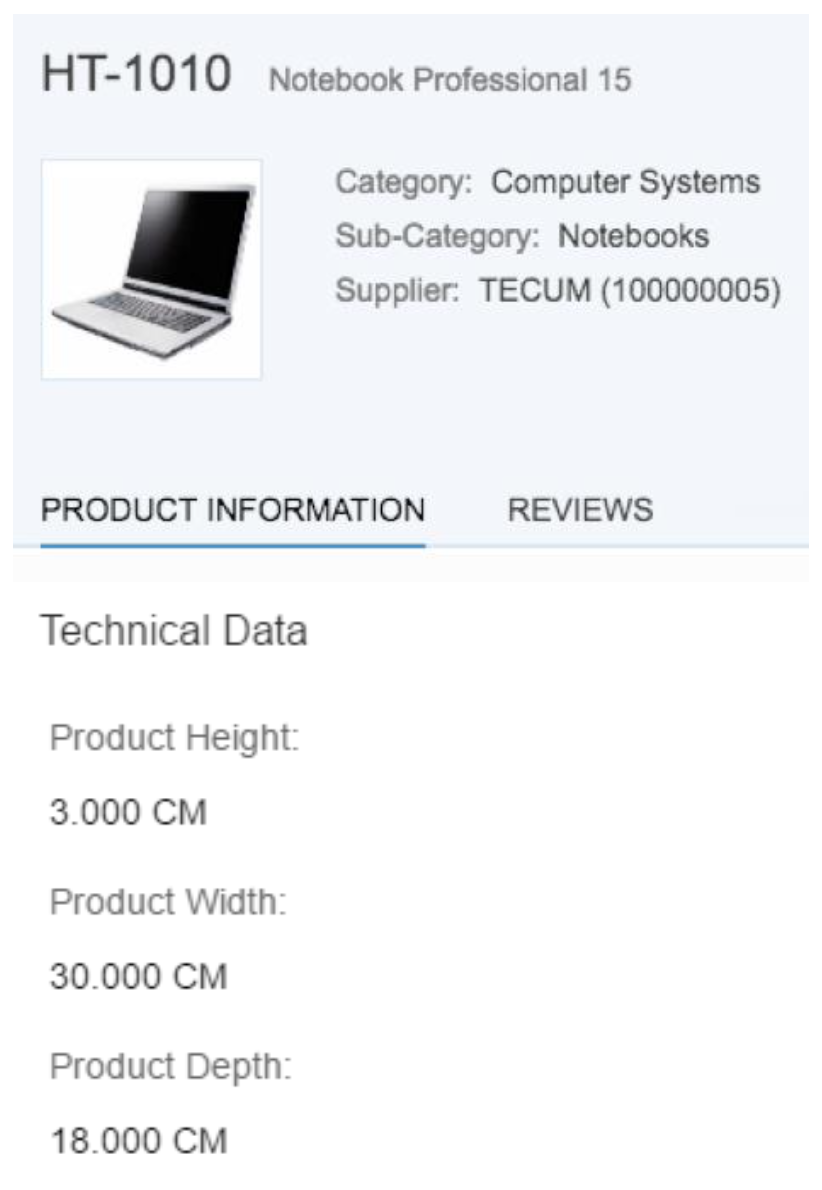 HT-1010 Notebook Professional 15
Category: Computer Systems
Sub-Category: Notebooks
Supplier: TECUM (100000005)
PRODUCT INFORMATION REVIEWS
Technical Data
Product Height:
3.000 CM
Product Width:
30.000 CM
Product Depth:
18.000 CM